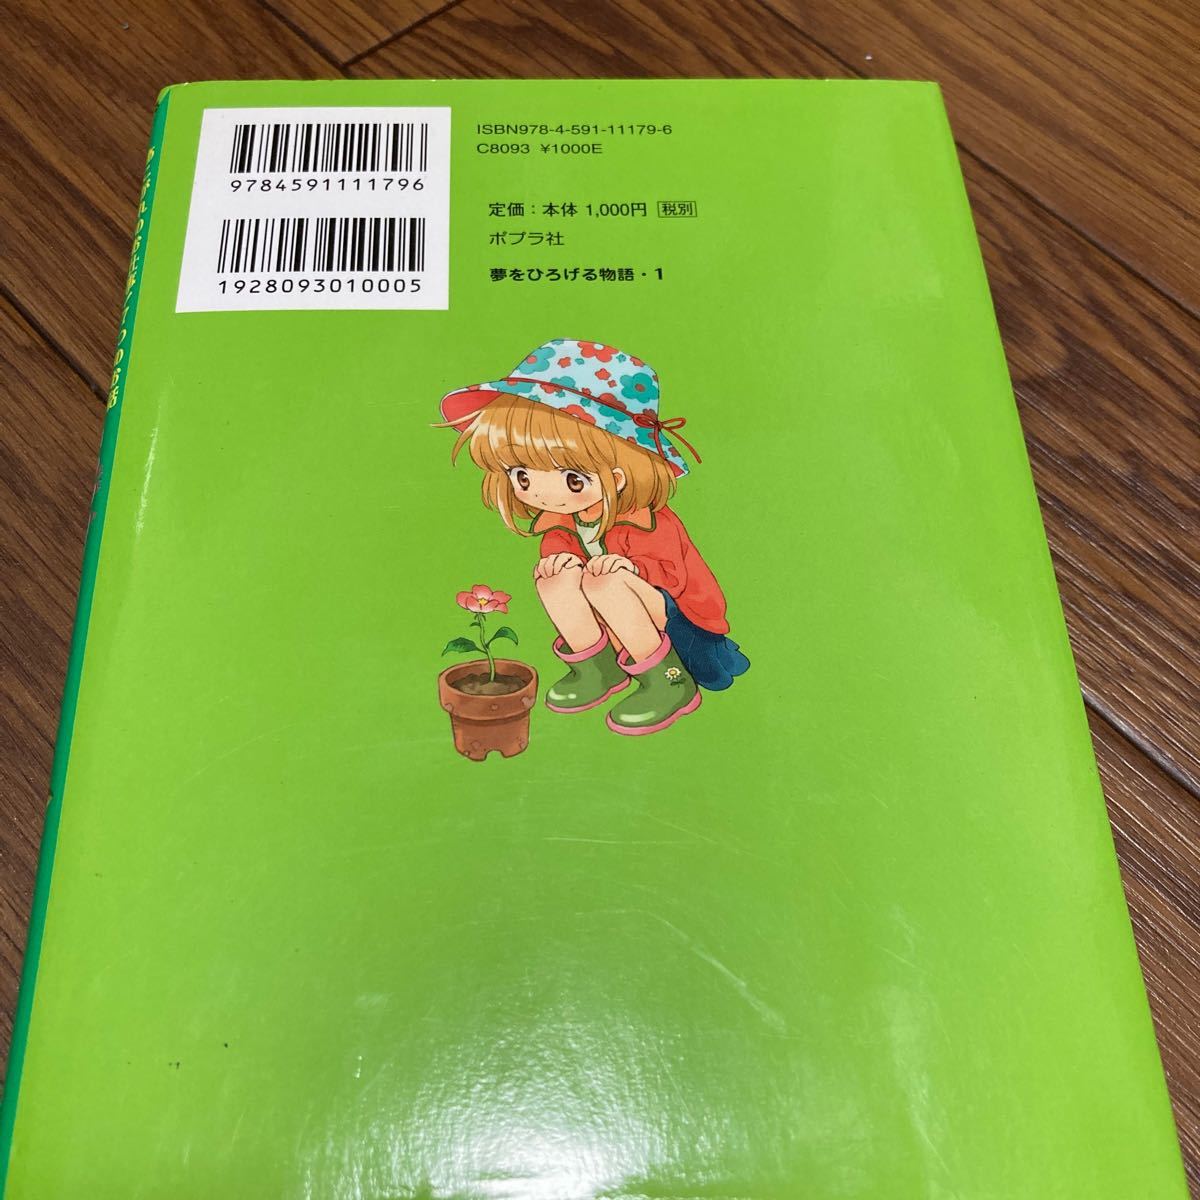 ISBN978-4-591-11179-6
C8093 ¥1000E
9784591111796
定価：本体 1,000円 税別
ポプラ社
1928093010005
夢をひろげる物語・1